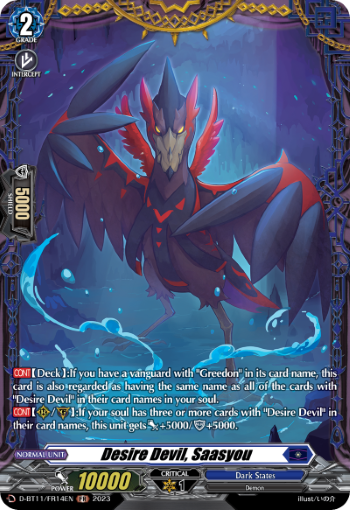 2
GRADE
INTERCEPT
5000
SHIELD
CONT【Deck】:If you have a vanguard with "Greedon" in its card name, this
card is also regarded as having the same name as all of the cards with
"Desire Devil" in their card names in your soul.
CONT【V/R】:If your soul has three or more cards with "Desire Devil" in
their card names, this unit gets +5000/ +5000.
NORMAL UNIT
Desire Devil, Saasyou
POWER
10000
CRITICAL
1
Dark States
Demon
D-BT11/FR14EN FR 2023
illust/いの介